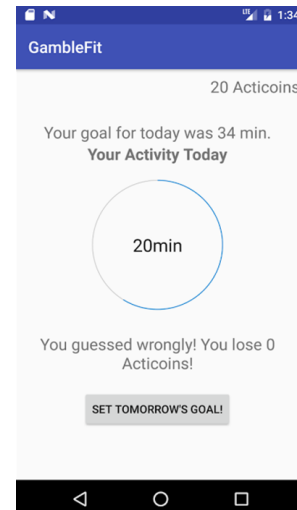 LTE 1:34
GambleFit
20 Acticoins
Your goal for today was 34 min.
Your Activity Today
20min
You guessed wrongly! You lose 0
Acticoins!
SET TOMORROW'S GOAL!